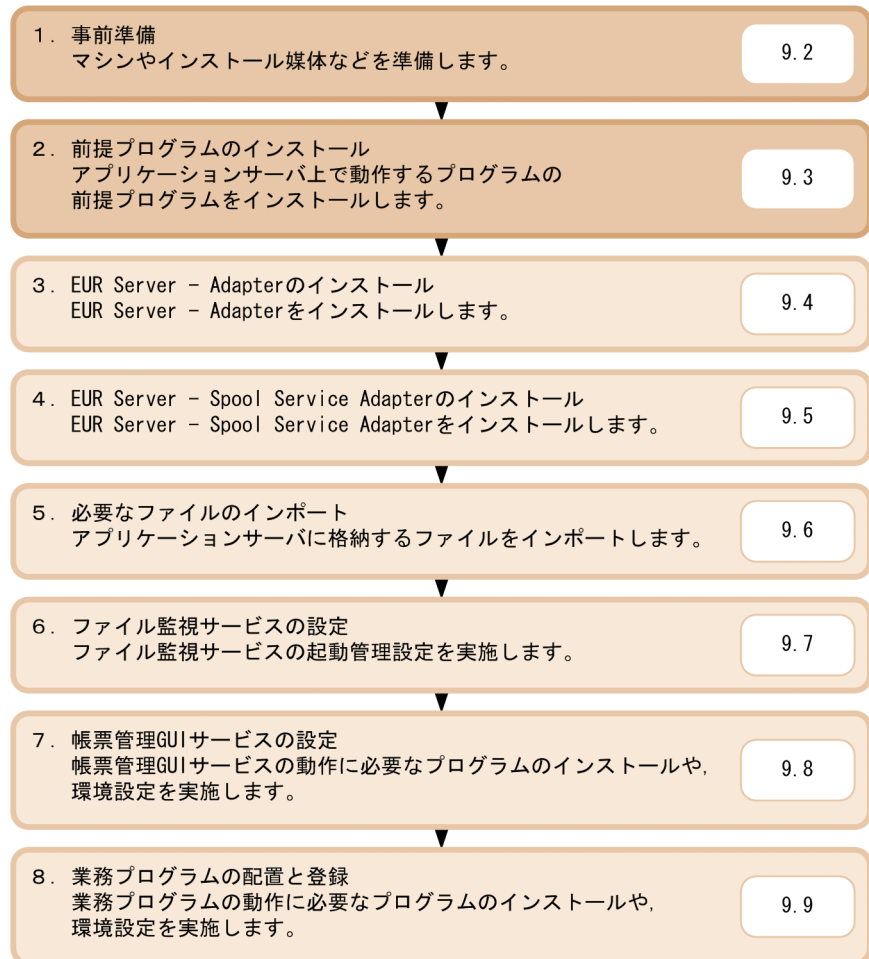 1. 事前準備
マシンやインストール媒体などを準備します。
9.2
2. 前提プログラムのインストール
アプリケーションサーバ上で動作するプログラムの
前提プログラムをインストールします。
9.3
3. EUR Server - Adapterのインストール
EUR Server - Adapterをインストールします。
9.4
4. EUR Server - Spool Service Adapterのインストール
EUR Server - Spool Service Adapterをインストールします。
9.5
5. 必要なファイルのインポート
アプリケーションサーバに格納するファイルをインポートします。
9.6
6. ファイル監視サービスの設定
ファイル監視サービスの起動管理設定を実施します。
9.7
7. 帳票管理GUIサービスの設定
帳票管理GUIサービスの動作に必要なプログラムのインストールや,
環境設定を実施します。
9.8
8. 業務プログラムの配置と登録
業務プログラムの動作に必要なプログラムのインストールや,
環境設定を実施します。
9.9